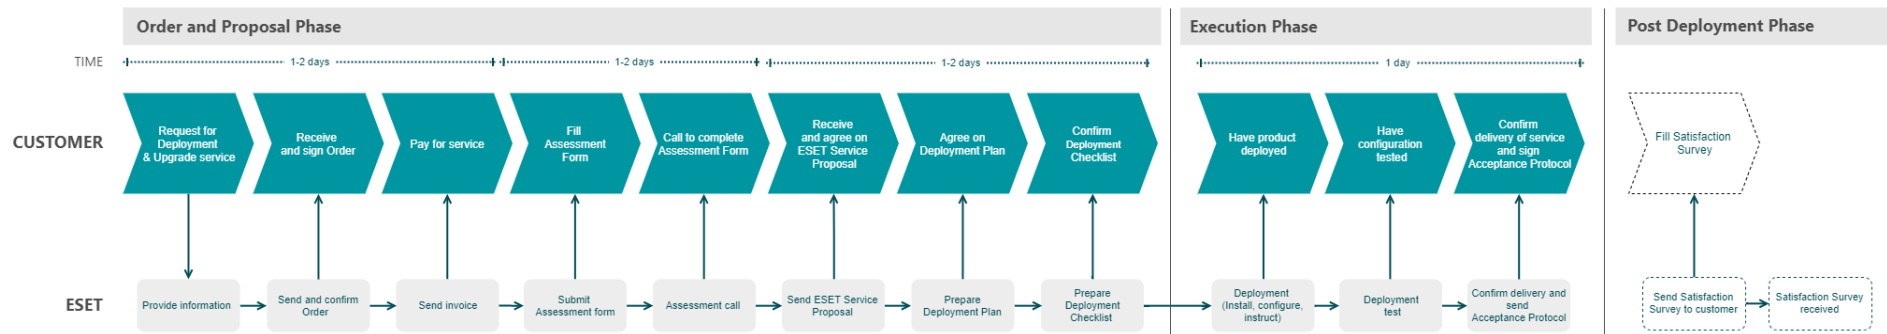 Order and Proposal Phase
Execution Phase
Post Deployment Phase
TIME
1-2 days
1-2 days
1-2 days
1 day
CUSTOMER
Request for
Deployment
& Upgrade service
Receive
and sign Order
Pay for service
Fill
Assessment
Form
Call to complete
Assessment Form
Receive
and agree on
ESET Service
Proposal
Agree on
Deployment Plan
Confirm
Deployment
Checklist
Have product
deployed
Have
configuration
tested
Confirm
delivery of service
and sign
Acceptance Protocol
Fill Satisfaction
Survey
ESET
Provide information
Send and confirm
Order
Send invoice
Submit
Assessment form
Assessment call
Send ESET Service
Proposal
Prepare
Deployment Plan
Prepare
Deployment
Checklist
Deployment
(Install, configure,
instruct)
Deployment
test
Confirm delivery and
send
Acceptance Protocol
Send Satisfaction
Survey to customer
Satisfaction Survey
received